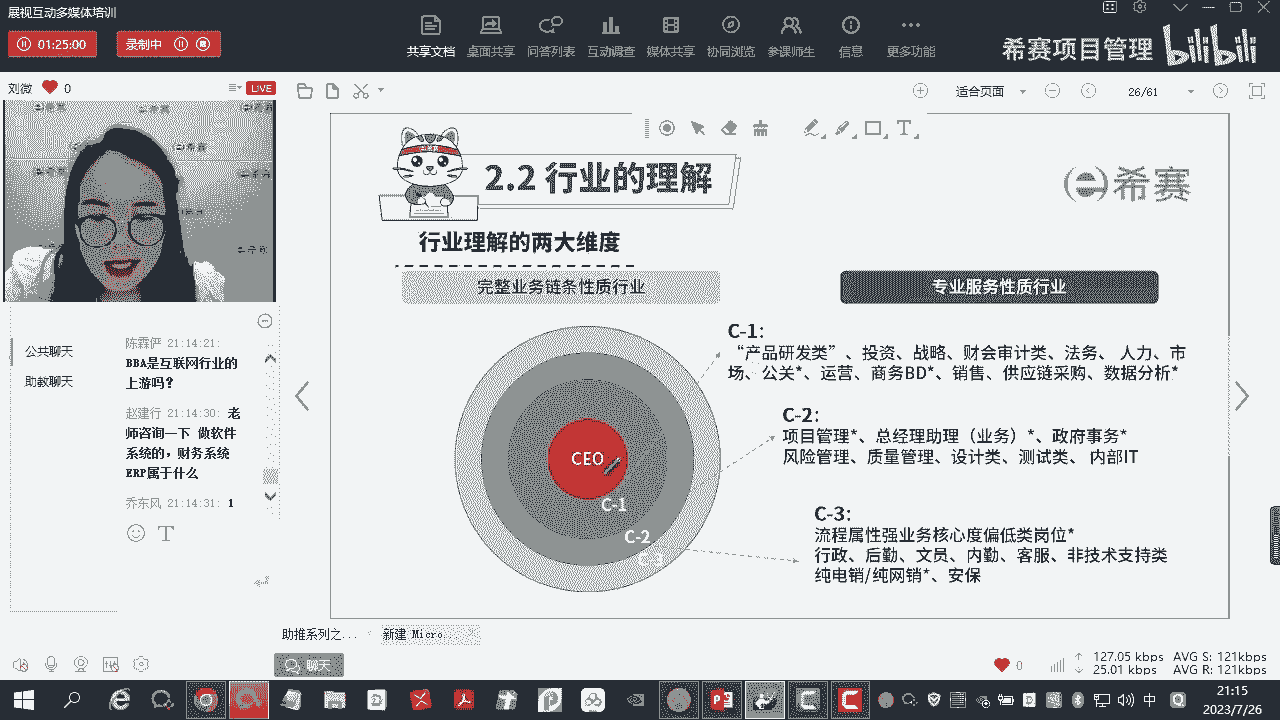 展视互动多媒体培训
01:25:00
录制中
共享文档 桌面共享 问答列表 互动调查 媒体共享 协同浏览 参课师生 信息 更多功能
希赛项目管理 bilibili
刘微 0
LIVE
适合页面 26/61
2.2 行业的理解
希赛
行业理解的两大维度
完整业务链条性质行业
专业服务性质行业
CEO
C-1
C-2
C-3
C-1:
“产品研发类”、投资、战略、财会审计类、法务、 人力、市
场、公关*、运营、商务BD*、销售、供应链采购、数据分析*
C-2:
项目管理*、总经理助理（业务）*、政府事务*
风险管理、质量管理、设计类、测试类、 内部IT
C-3:
流程属性强业务核心度偏低类岗位*
行政、后勤、文员、内勤、客服、非技术支持类
纯电销/纯网销*、安保
公共聊天
助教聊天
陈霖俨 21:14:21:
BBA是互联网行业的
上游吗?
赵建行 21:14:30: 老
师咨询一下 做软件
系统的，财务系统
ERP属于什么
乔东风 21:14:31: 1
助推系列之... 新建 Micro...
聊天
0
127.05 kbps AVG S: 121kbps
25.01 kbps AVG R: 121kbps
中
21:15
2023/7/26